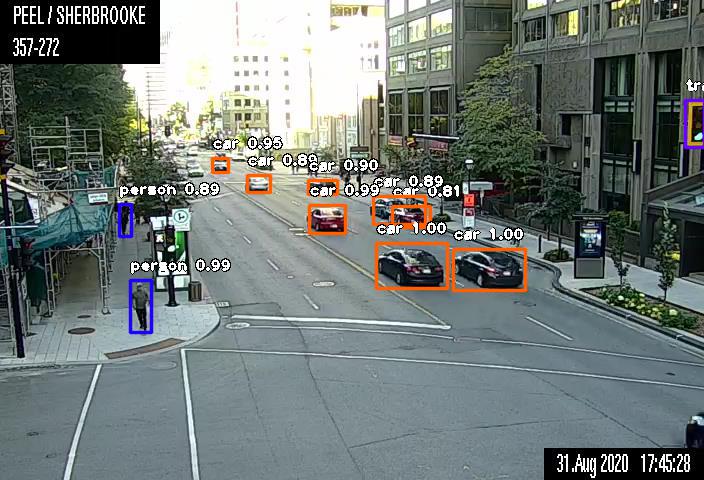 PEEL / SHERBROOKE
357-272
tra
car 0.95
car 0.89
car 0.90
person 0.89
car 0.99
car 0.89
car 0.81
car 1.00
car 1.00
person 0.99
31.Aug 2020 17:45:28